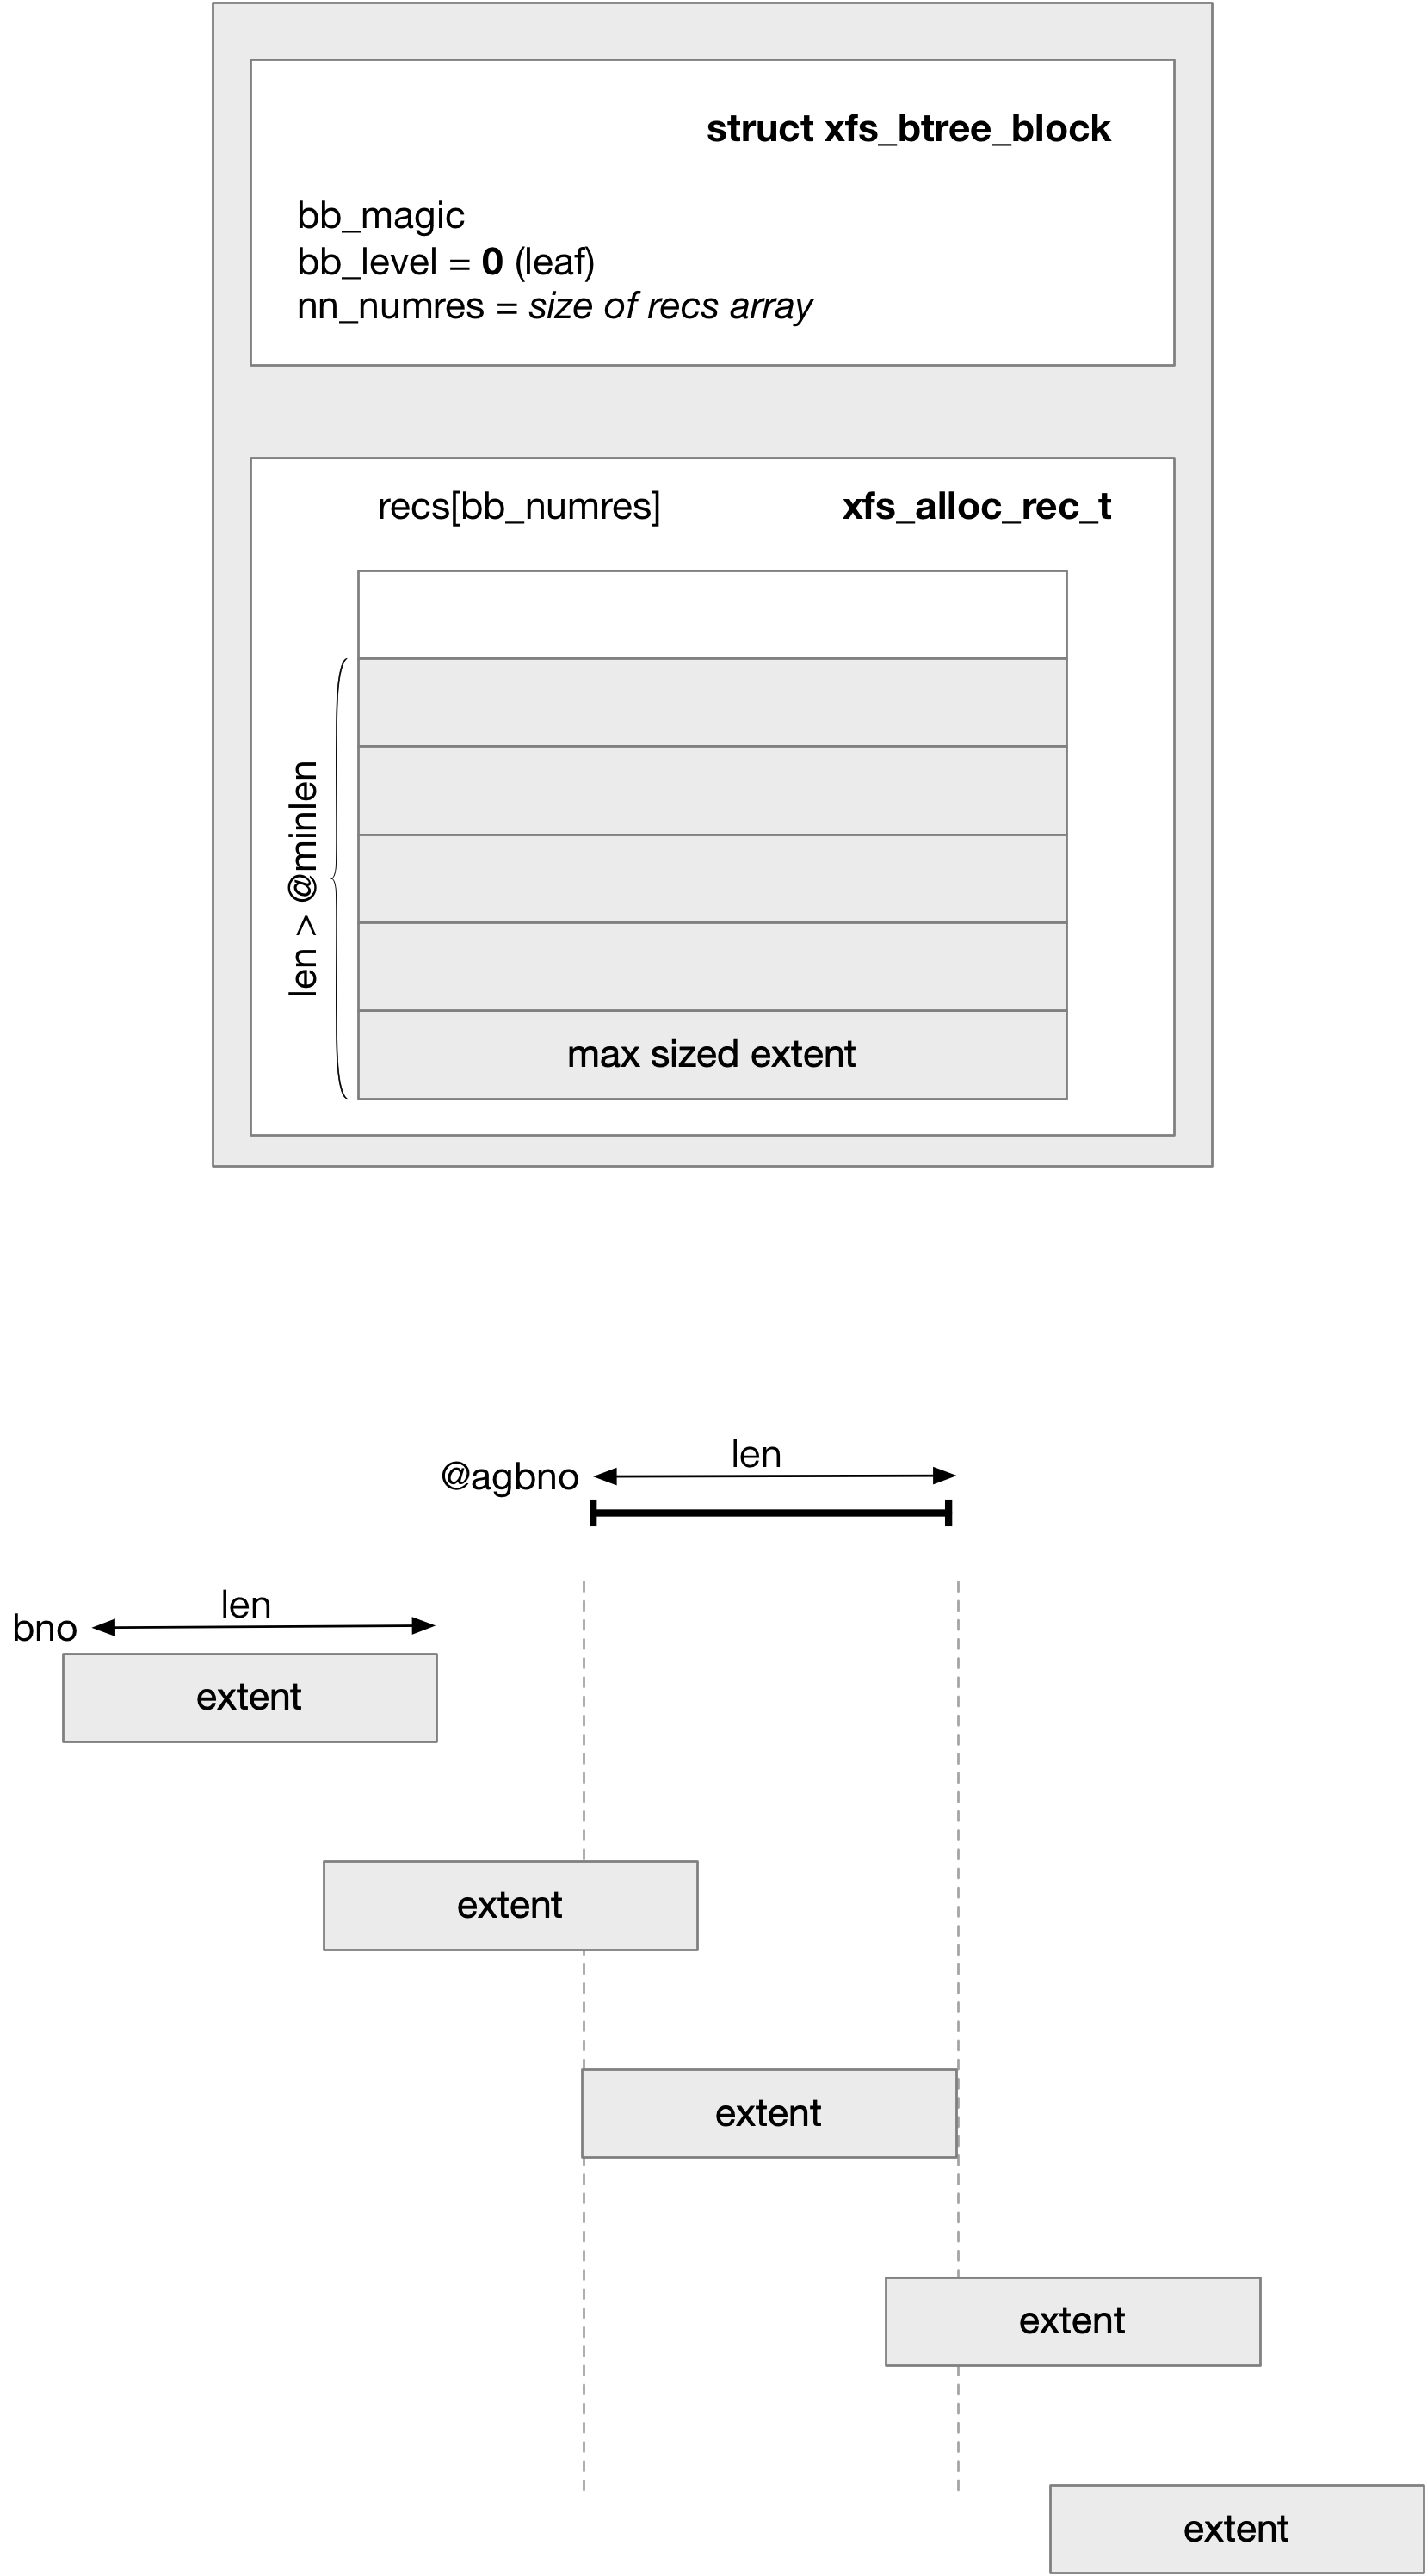 struct xfs_btree_block
bb_magic
bb_level = 0 (leaf)
nn_numres = size of recs array
recs[bb_numres]
xfs_alloc_rec_t
len > @minlen
max sized extent
len
@agbno
len
bno
extent
extent
extent
extent
extent